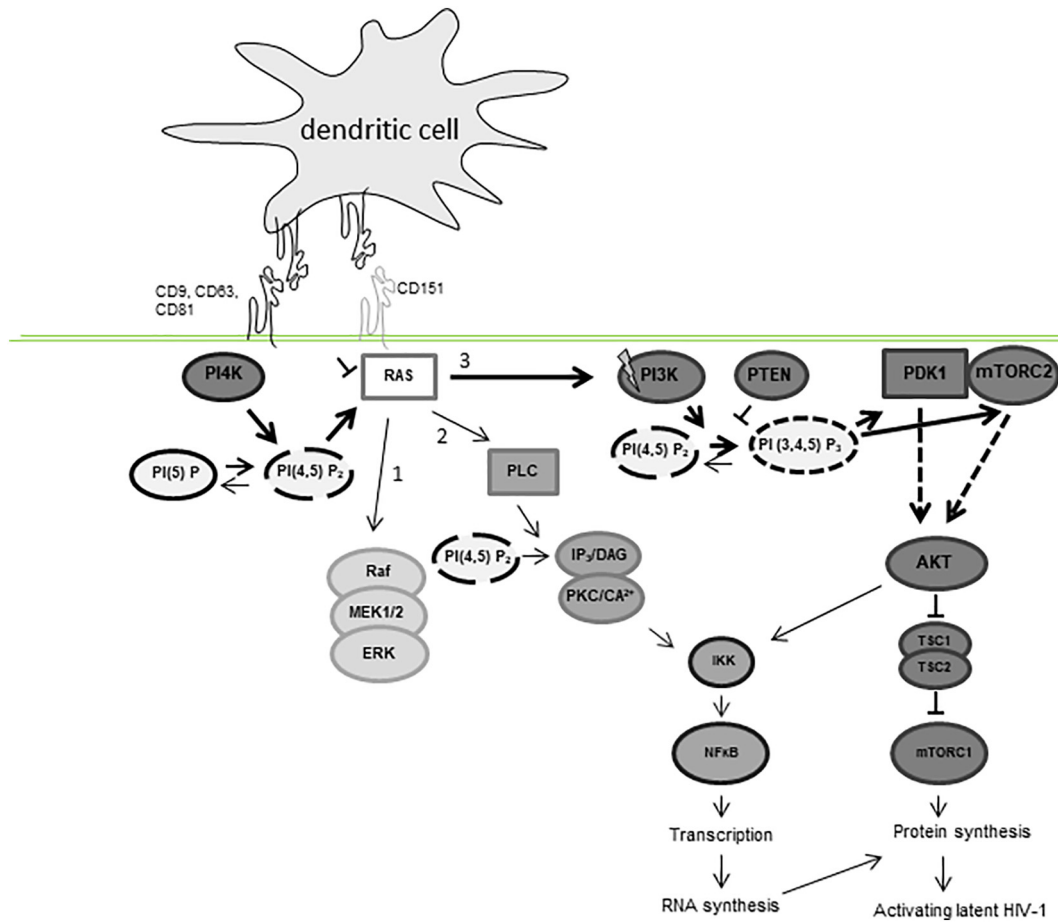 dendritic cell
CD9, CD63,
CD81
CD151
PI4K
RAS
3
PI3K
PTEN
PDK1
mTORC2
2
1
PI(5) P
PI(4,5) P₂
PLC
PI(4,5) P₂
PI (3,4,5) P₃
PI(4,5) P₂
IP₃/DAG
PKC/CA²⁺
Raf
MEK1/2
ERK
AKT
IKK
TSC1
TSC2
NFκB
mTORC1
Transcription
Protein synthesis
RNA synthesis
Activating latent HIV-1